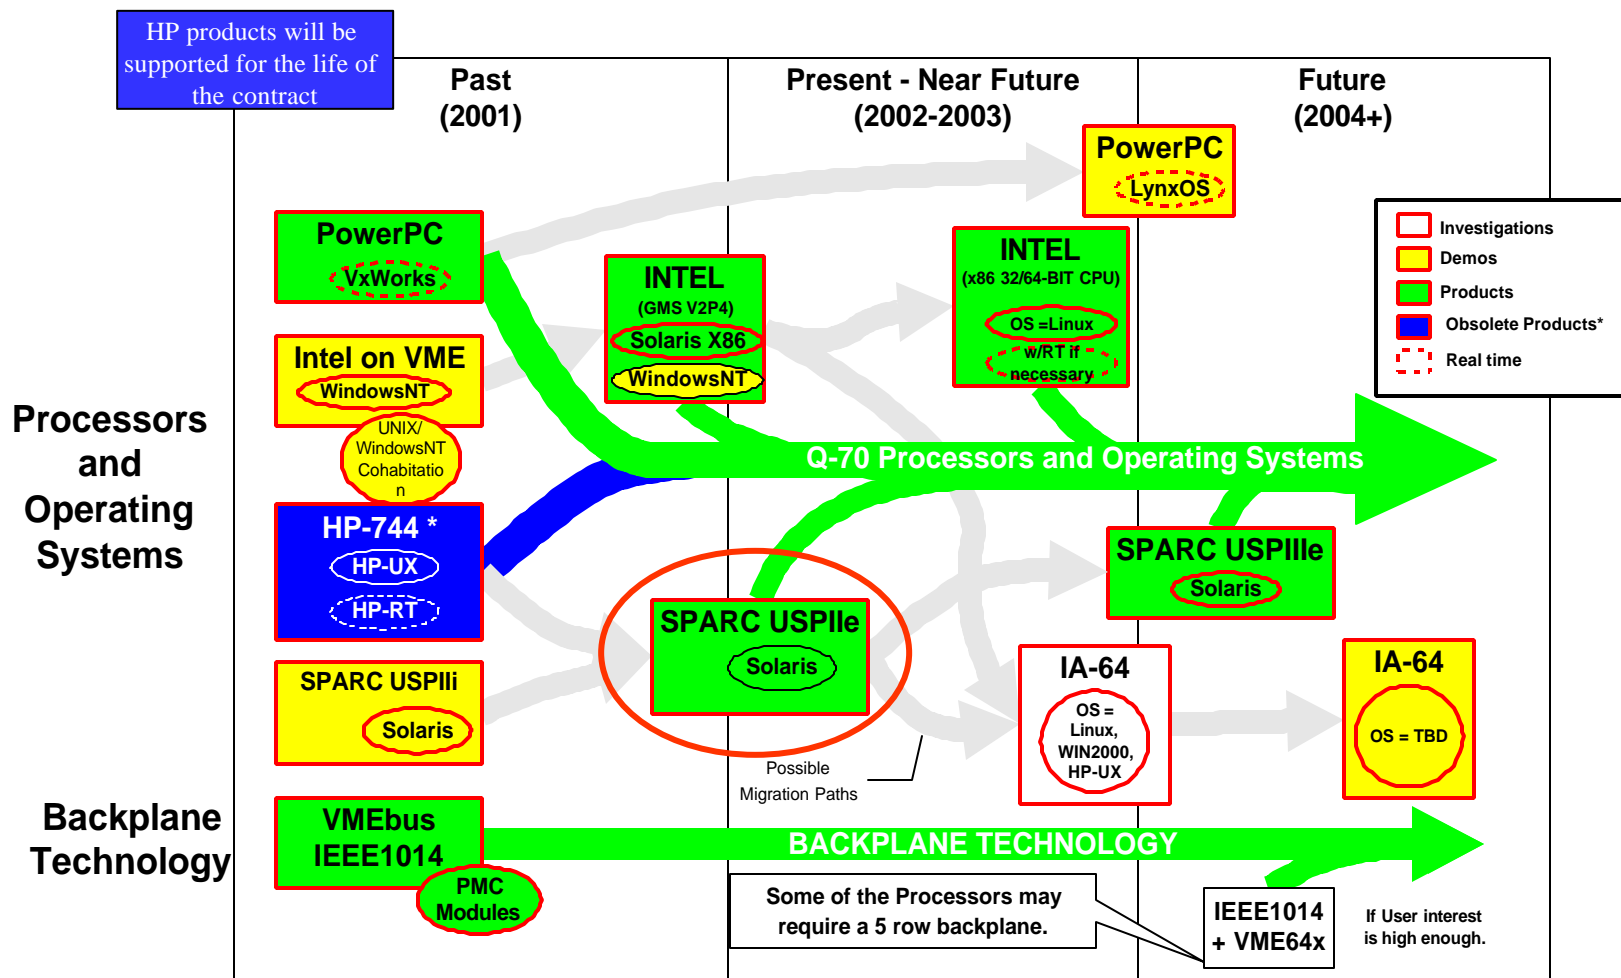 HP products will be
supported for the life of
the contract
Past
(2001)
Present - Near Future
(2002-2003)
Future
(2004+)
PowerPC
LynxOS
Investigations
Demos
Products
Obsolete Products*
Real time
PowerPC
VxWorks
INTEL
(GMS V2P4)
Solaris X86
WindowsNT
INTEL
(x86 32/64-BIT CPU)
OS =Linux
w/RT if
necessary
Intel on VME
WindowsNT
UNIX/
WindowsNT
Cohabitatio
n
Processors
and
Operating
Systems
Q-70 Processors and Operating Systems
HP-744 *
HP-UX
HP-RT
SPARC USPIIIe
Solaris
SPARC USPIIe
Solaris
SPARC USPIIi
Solaris
IA-64
OS =
Linux,
WIN2000,
HP-UX
IA-64
OS = TBD
Possible
Migration Paths
Backplane
Technology
VMEbus
IEEE1014
PMC
Modules
BACKPLANE TECHNOLOGY
Some of the Processors may
require a 5 row backplane.
IEEE1014
+ VME64x
If User interest
is high enough.